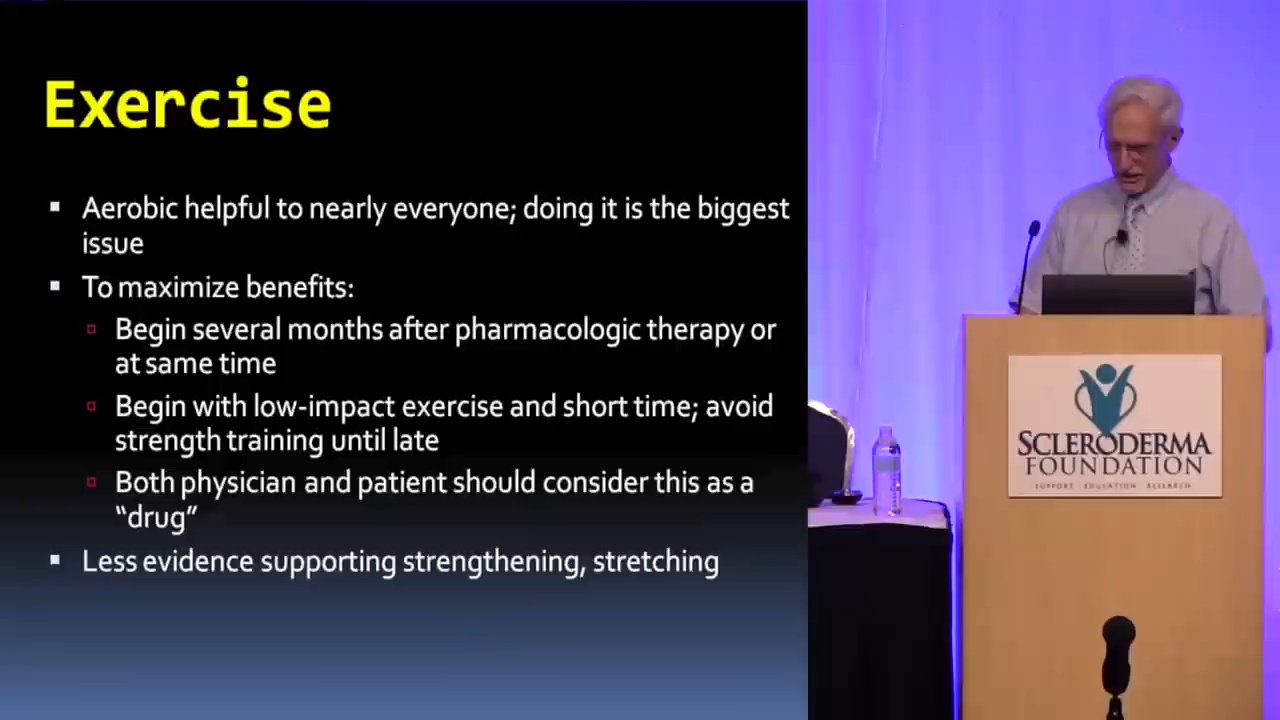 Exercise
Aerobic helpful to nearly everyone; doing it is the biggest
issue
To maximize benefits:
Begin several months after pharmacologic therapy or
at same time
Begin with low-impact exercise and short time; avoid
strength training until late
Both physician and patient should consider this as a
“drug”
Less evidence supporting strengthening, stretching
SCLERODERMA
FOUNDATION
SUPPORT · EDUCATION · RESEARCH